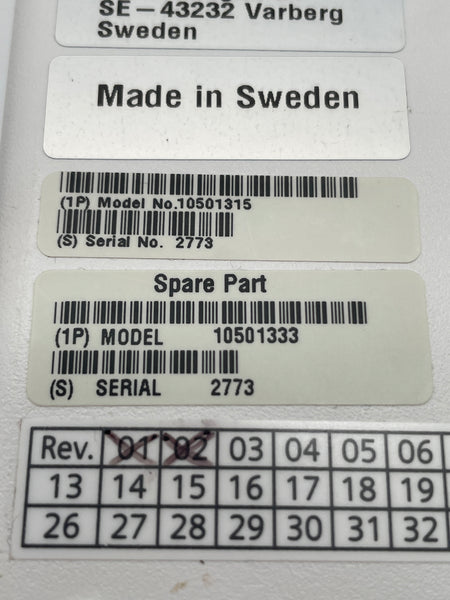 SE-43232 Varberg
Sweden
Made in Sweden
(1P) Model No.10501315
(S) Serial No. 2773
Spare Part
(1P) MODEL 10501333
(S) SERIAL 2773
Rev. 01 02 03 04 05 06
13 14 15 16 17 18 19
26 27 28 29 30 31 32